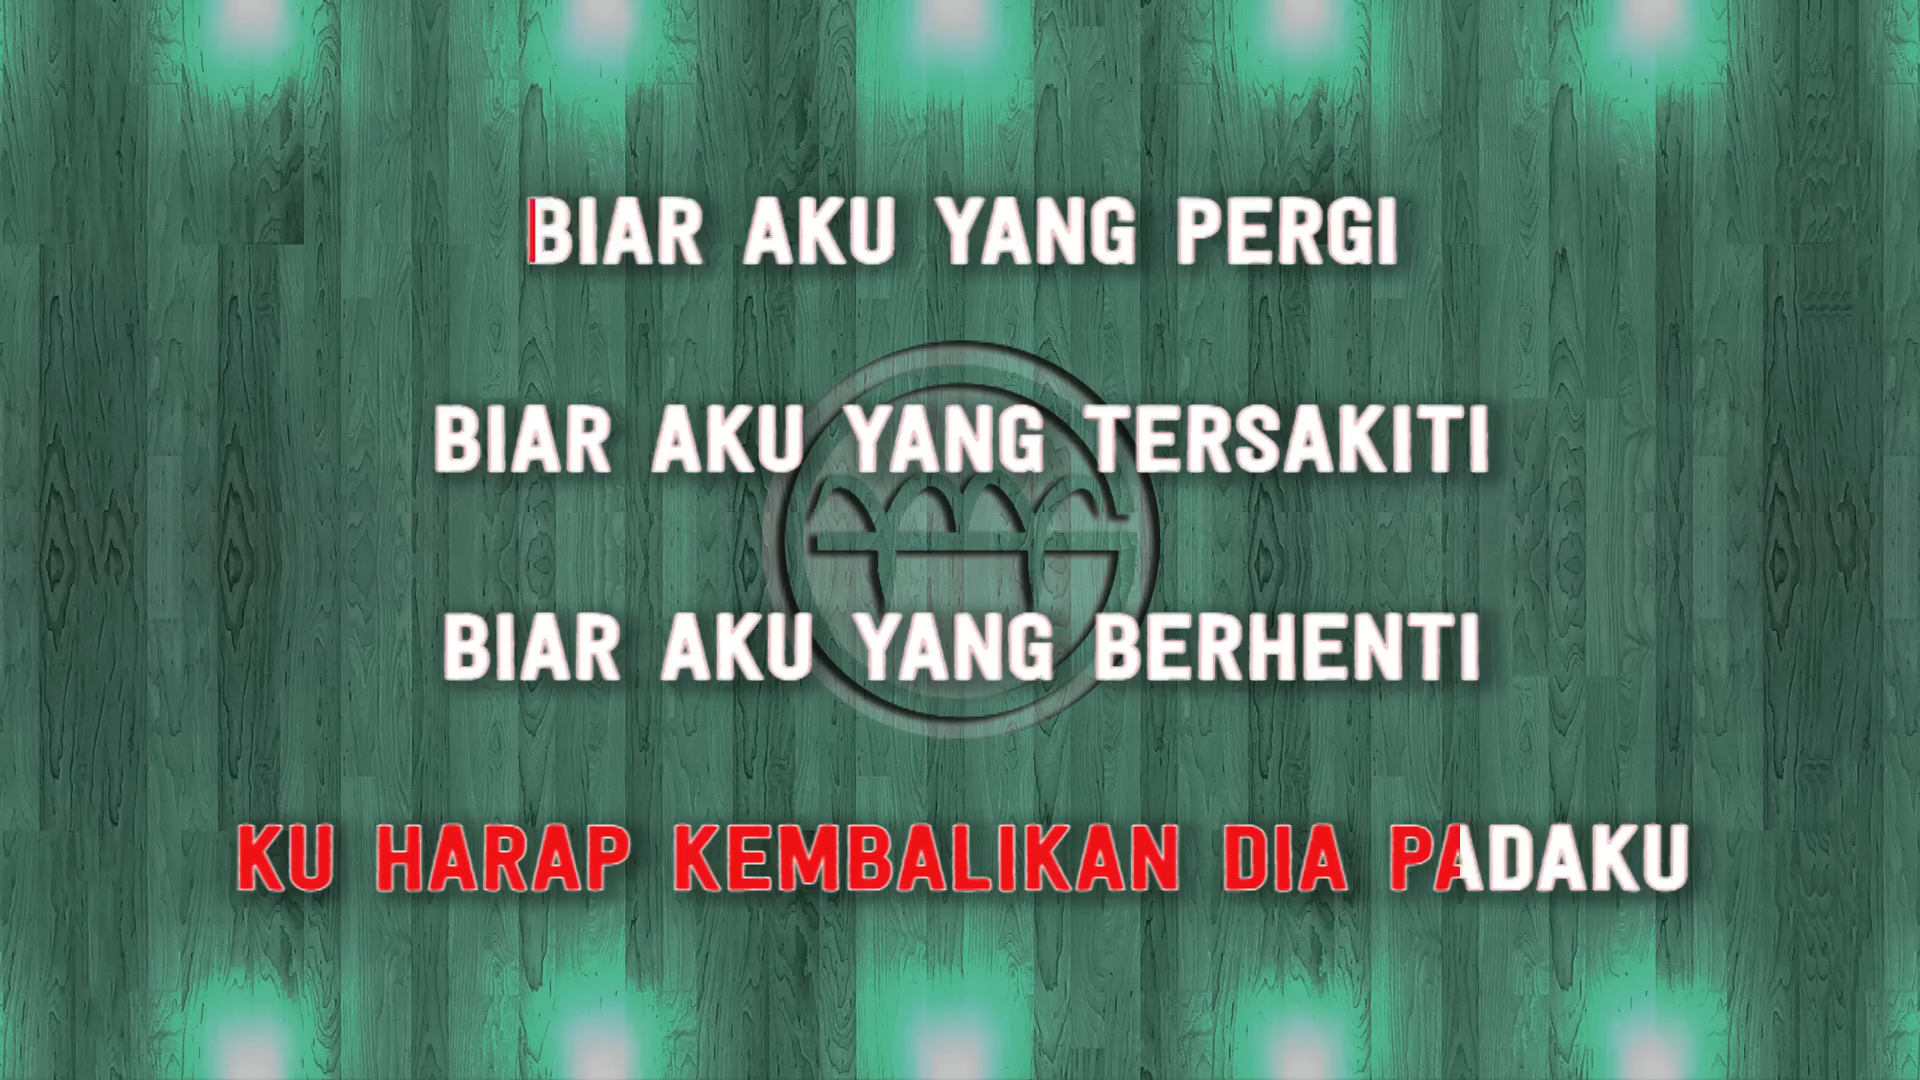 BIAR AKU YANG PERGI
BIAR AKU YANG TERSAKITI
BIAR AKU YANG BERHENTI
KU HARAP KEMBALIKAN DIA PADAKU